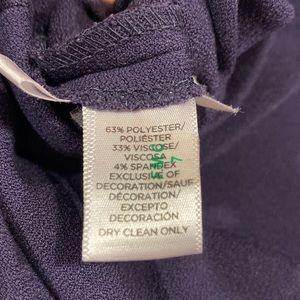 63% POLYESTER/
POLIÉSTER
33% VISCOSE/
VISCOSA
4% SPANDEX
EXCLUSIVE OF
DECORATION/SAUF
DÉCORATION/
EXCEPTO
DECORACIÓN
DRY CLEAN ONLY